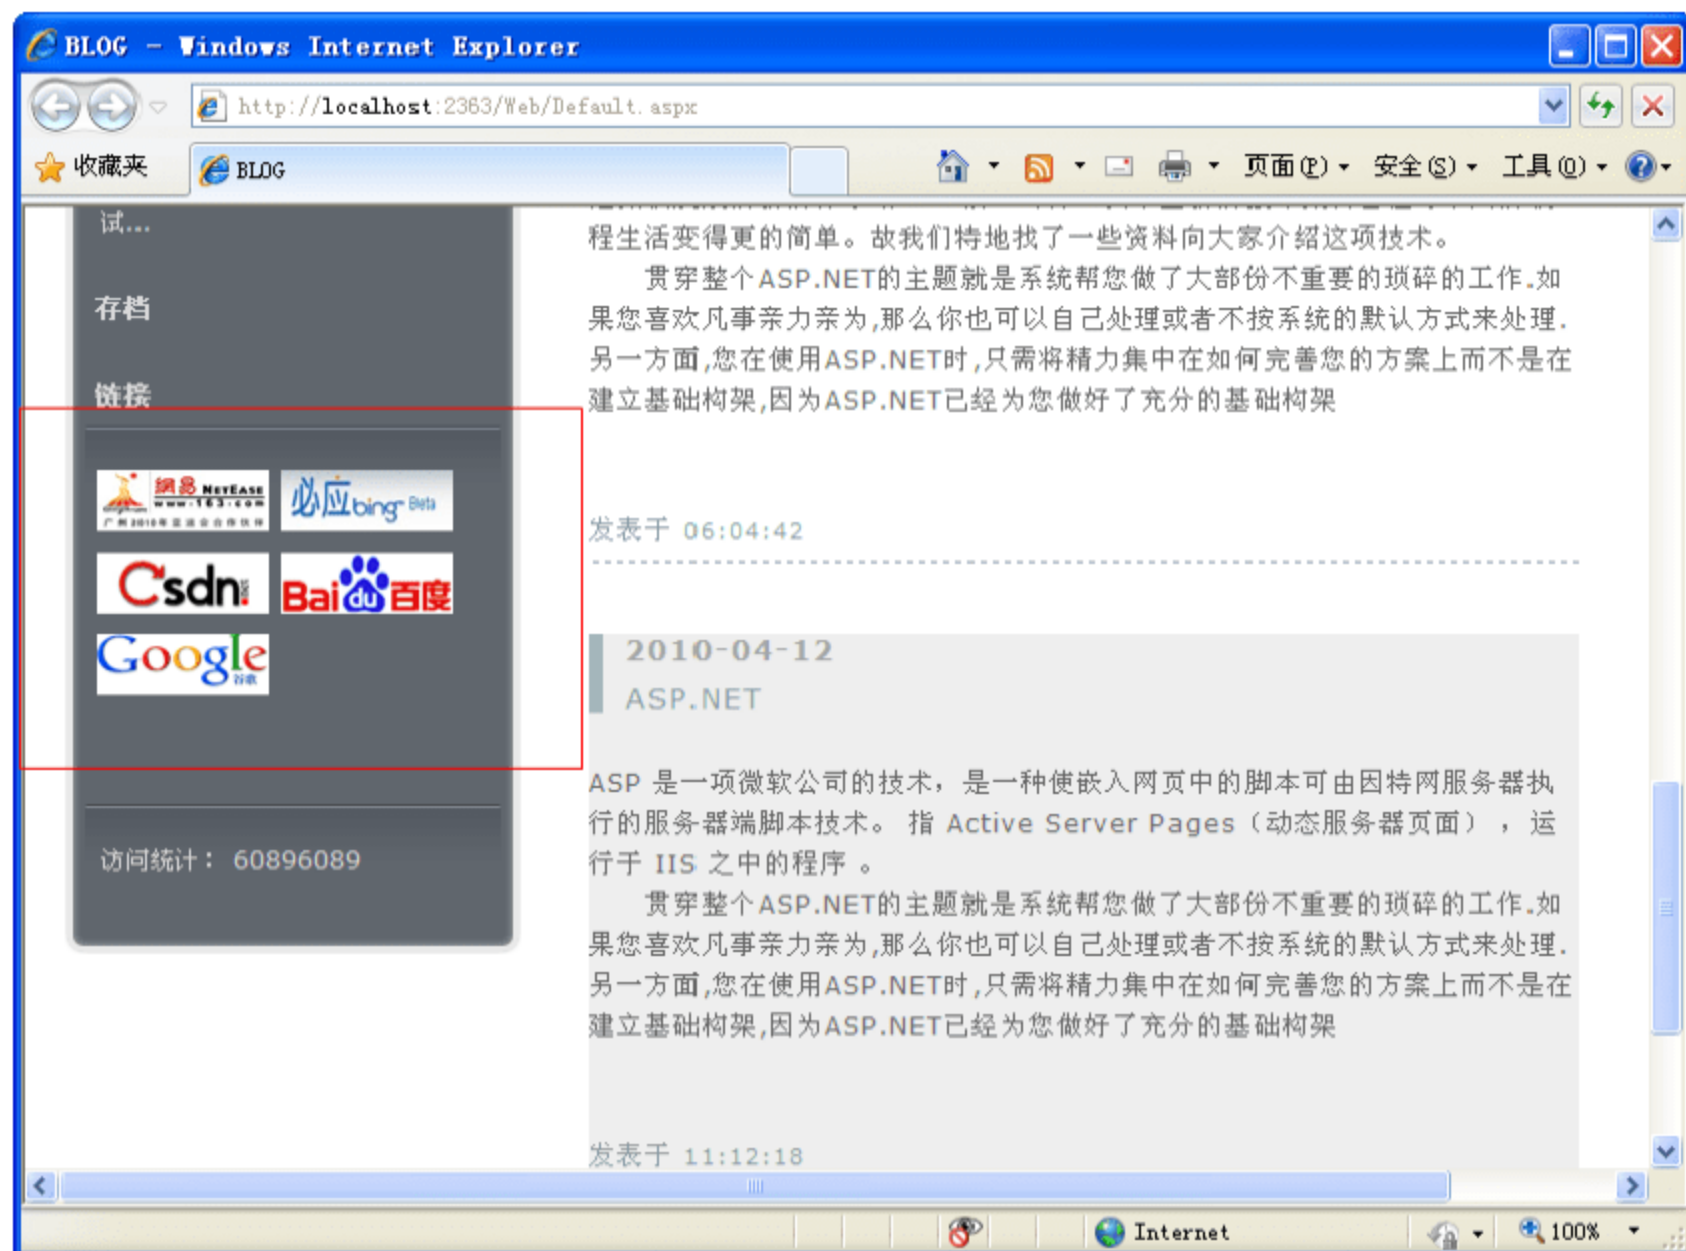 BLOG - Windows Internet Explorer
http://localhost:2363/Web/Default.aspx
收藏夹
BLOG
页面(P)
安全(S)
工具(O)
试...
存档
链接
網易 NETEASE
www.163.com
广州2010年亚运会合作伙伴
必应bing Beta
Csdn
Bai du 百度
Google
谷歌
访问统计： 60896089
程生活变得更的简单。故我们特地找了一些资料向大家介绍这项技术。
贯穿整个ASP.NET的主题就是系统帮您做了大部份不重要的琐碎的工作.如
果您喜欢凡事亲力亲为,那么你也可以自己处理或者不按系统的默认方式来处理.
另一方面,您在使用ASP.NET时,只需将精力集中在如何完善您的方案上而不是在
建立基础构架,因为ASP.NET已经为您做好了充分的基础构架
发表于 06:04:42
2010-04-12
ASP.NET
ASP 是一项微软公司的技术，是一种使嵌入网页中的脚本可由因特网服务器执
行的服务器端脚本技术。 指 Active Server Pages（动态服务器页面） ，运
行于 IIS 之中的程序 。
贯穿整个ASP.NET的主题就是系统帮您做了大部份不重要的琐碎的工作.如
果您喜欢凡事亲力亲为,那么你也可以自己处理或者不按系统的默认方式来处理.
另一方面,您在使用ASP.NET时,只需将精力集中在如何完善您的方案上而不是在
建立基础构架,因为ASP.NET已经为您做好了充分的基础构架
发表于 11:12:18
Internet
100%